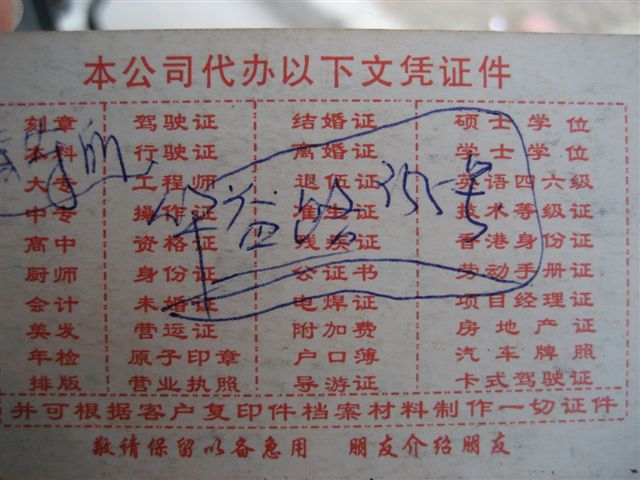 本公司代办以下文凭证件
刻章 驾驶证 结婚证 硕士学位
本科 行驶证 离婚证 学士学位
大专 工程师 退伍证 英语四六级
中专 操作证 准生证 技术等级证
高中 资格证 残疾证 香港身份证
厨师 身份证 公证书 劳动手册证
会计 未婚证 电焊证 项目经理证
美发 营运证 附加费 房地产证
年检 原子印章 户口簿 汽车牌照
排版 营业执照 导游证 卡式驾驶证
并可根据客户复印件档案材料制作一切证件
敬请保留以备急用 朋友介绍朋友
355号